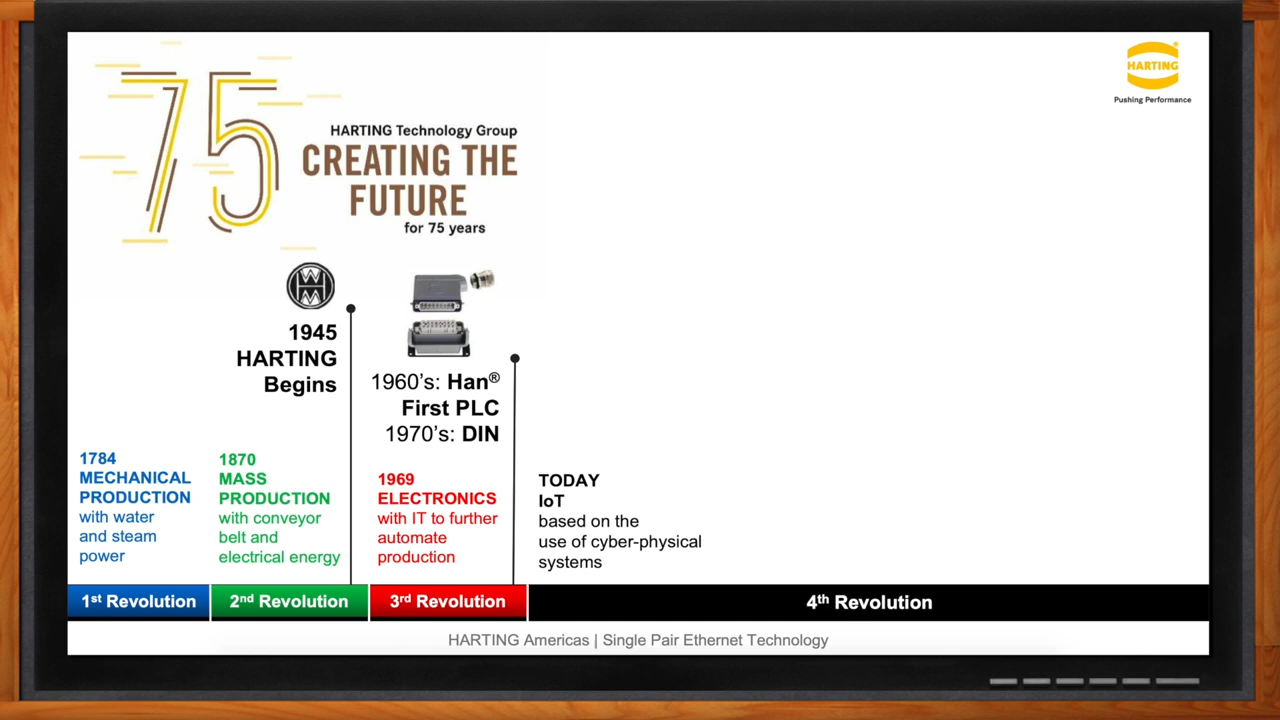 75
HARTING Technology Group
CREATING THE
FUTURE
for 75 years
HARTING
®
Pushing Performance
1945
HARTING
Begins
1960’s: Han®
First PLC
1970’s: DIN
1784
MECHANICAL
PRODUCTION
with water
and steam
power
1870
MASS
PRODUCTION
with conveyor
belt and
electrical energy
1969
ELECTRONICS
with IT to further
automate
production
TODAY
IoT
based on the
use of cyber-physical
systems
1st Revolution
2nd Revolution
3rd Revolution
4th Revolution
HARTING Americas | Single Pair Ethernet Technology